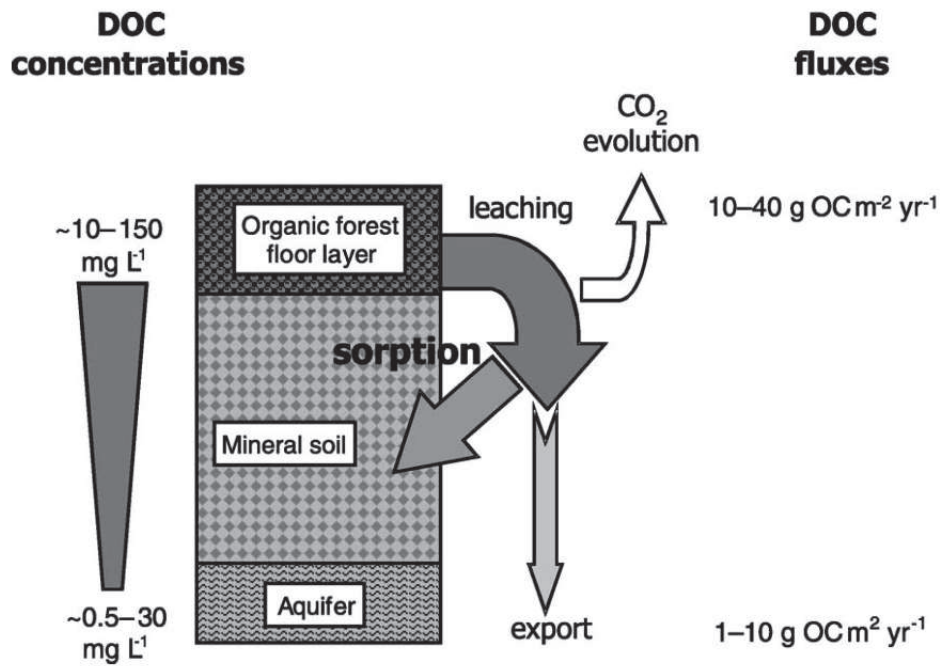 DOC
concentrations
DOC
fluxes
CO₂
evolution
leaching
10–40 g OC m⁻² yr⁻¹
~10–150
mg L⁻¹
Organic forest
floor layer
sorption
Mineral soil
Aquifer
~0.5–30
mg L⁻¹
export
1–10 g OC m² yr⁻¹